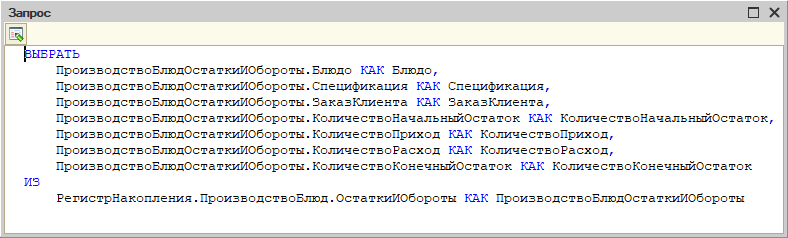 Запрос
ВЫБРАТЬ
ПроизводствоБлюдОстаткиИОбороты.Блюдо КАК Блюдо,
ПроизводствоБлюдОстаткиИОбороты.Спецификация КАК Спецификация,
ПроизводствоБлюдОстаткиИОбороты.ЗаказКлиента КАК ЗаказКлиента,
ПроизводствоБлюдОстаткиИОбороты.КоличествоНачальныйОстаток КАК КоличествоНачальныйОстаток,
ПроизводствоБлюдОстаткиИОбороты.КоличествоПриход КАК КоличествоПриход,
ПроизводствоБлюдОстаткиИОбороты.КоличествоРасход КАК КоличествоРасход,
ПроизводствоБлюдОстаткиИОбороты.КоличествоКонечныйОстаток КАК КоличествоКонечныйОстаток
ИЗ
РегистрНакопления.ПроизводствоБлюд.ОстаткиИОбороты КАК ПроизводствоБлюдОстаткиИОбороты